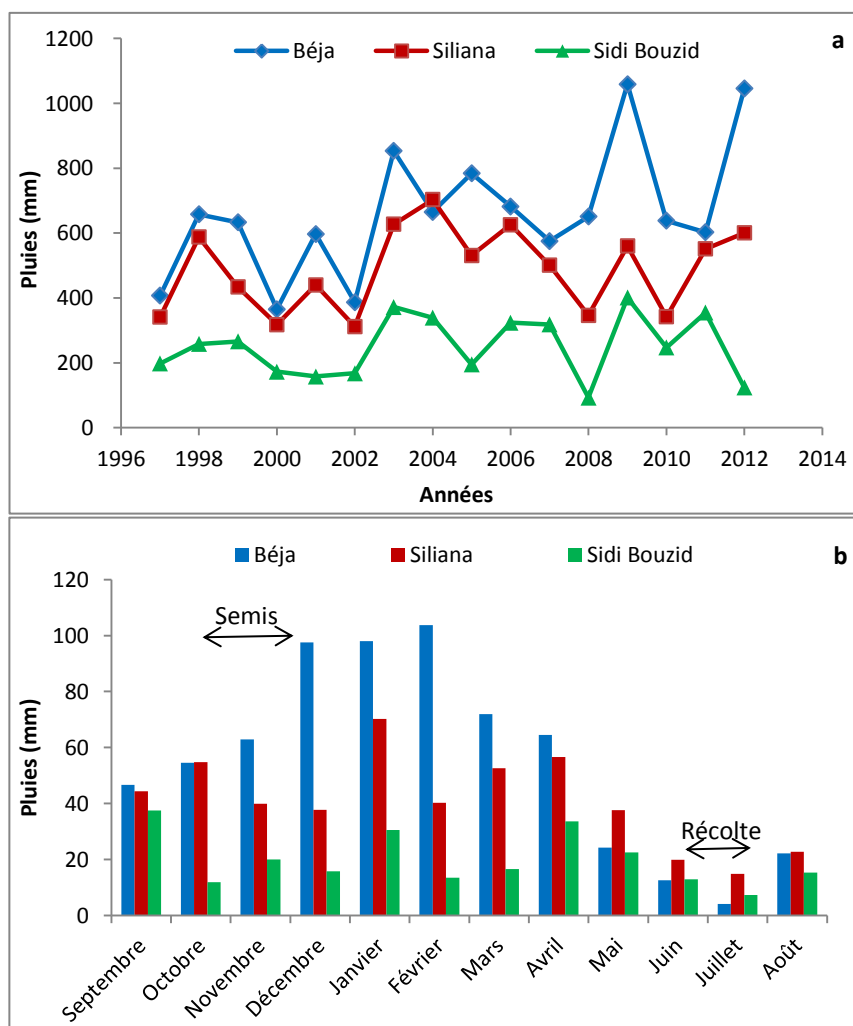 a
Béja Siliana Sidi Bouzid
Pluies (mm)
1200
1000
800
600
400
200
0
1996 1998 2000 2002 2004 2006 2008 2010 2012 2014
Années
b
Béja Siliana Sidi Bouzid
Pluies (mm)
120
100
80
60
40
20
0
Semis
Récolte
Septembre Octobre Novembre Décembre Janvier Février Mars Avril Mai Juin Juillet Août